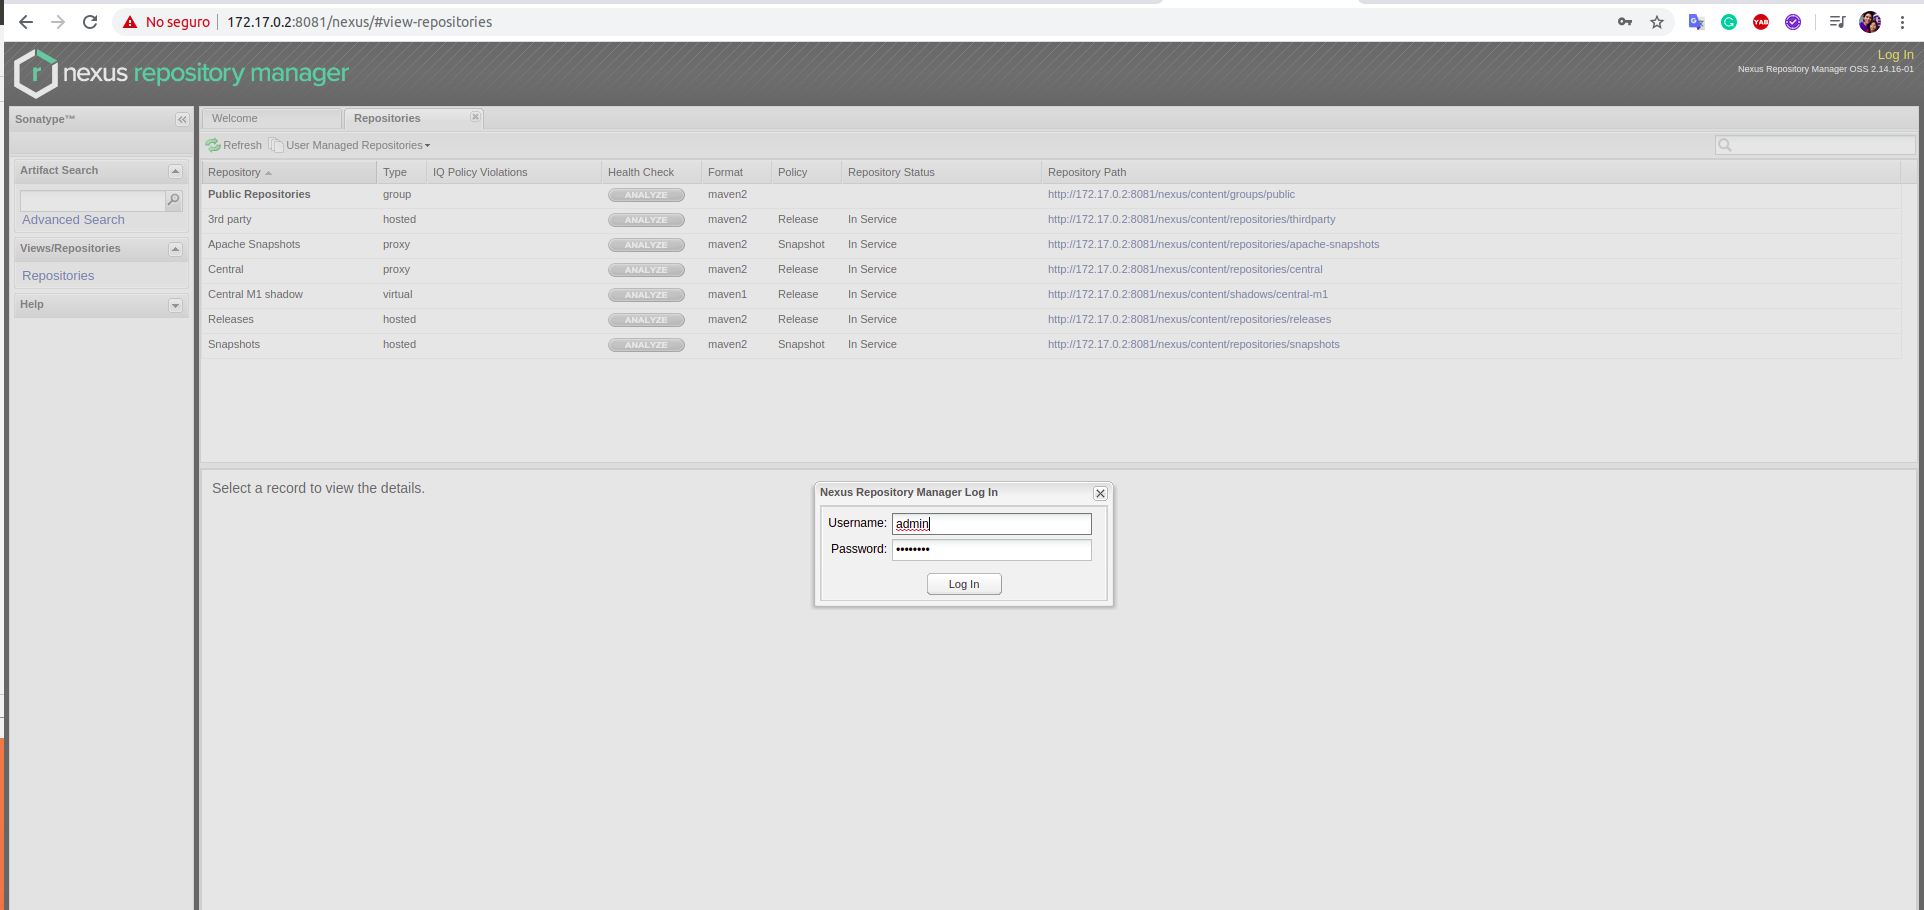 No seguro 172.17.0.2:8081/nexus/#view-repositories
YAB
r nexus repository manager
Log In
Nexus Repository Manager OSS 2.14.16-01
Sonatype™
Artifact Search
Advanced Search
Views/Repositories
Repositories
Help
Welcome Repositories
Refresh User Managed Repositories
Repository Type IQ Policy Violations Health Check Format Policy Repository Status Repository Path
Public Repositories group ANALYZE maven2 http://172.17.0.2:8081/nexus/content/groups/public
3rd party hosted ANALYZE maven2 Release In Service http://172.17.0.2:8081/nexus/content/repositories/thirdparty
Apache Snapshots proxy ANALYZE maven2 Snapshot In Service http://172.17.0.2:8081/nexus/content/repositories/apache-snapshots
Central proxy ANALYZE maven2 Release In Service http://172.17.0.2:8081/nexus/content/repositories/central
Central M1 shadow virtual ANALYZE maven1 Release In Service http://172.17.0.2:8081/nexus/content/shadows/central-m1
Releases hosted ANALYZE maven2 Release In Service http://172.17.0.2:8081/nexus/content/repositories/releases
Snapshots hosted ANALYZE maven2 Snapshot In Service http://172.17.0.2:8081/nexus/content/repositories/snapshots
Select a record to view the details.
Nexus Repository Manager Log In
Username: admin
Password: ••••••••
Log In